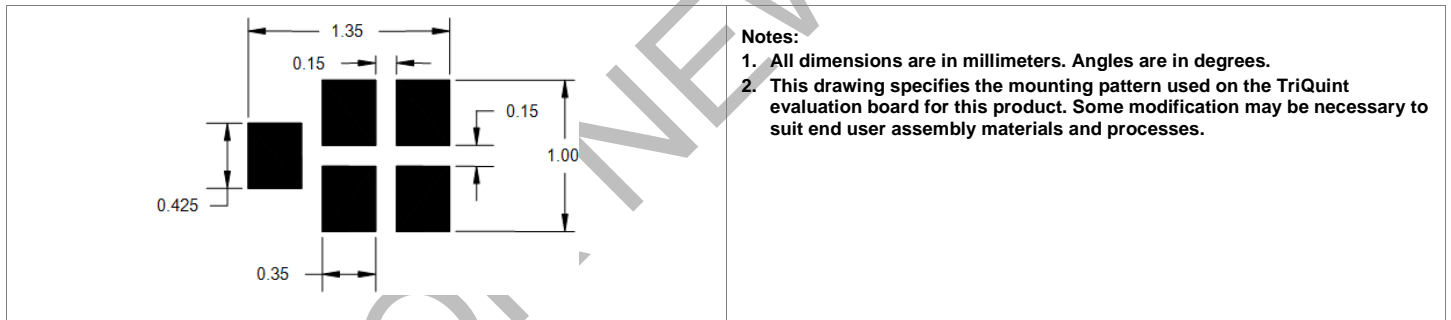 1.35
0.15
0.15
1.00
0.425
0.35
Notes:
1. All dimensions are in millimeters. Angles are in degrees.
2. This drawing specifies the mounting pattern used on the TriQuint
evaluation board for this product. Some modification may be necessary to
suit end user assembly materials and processes.